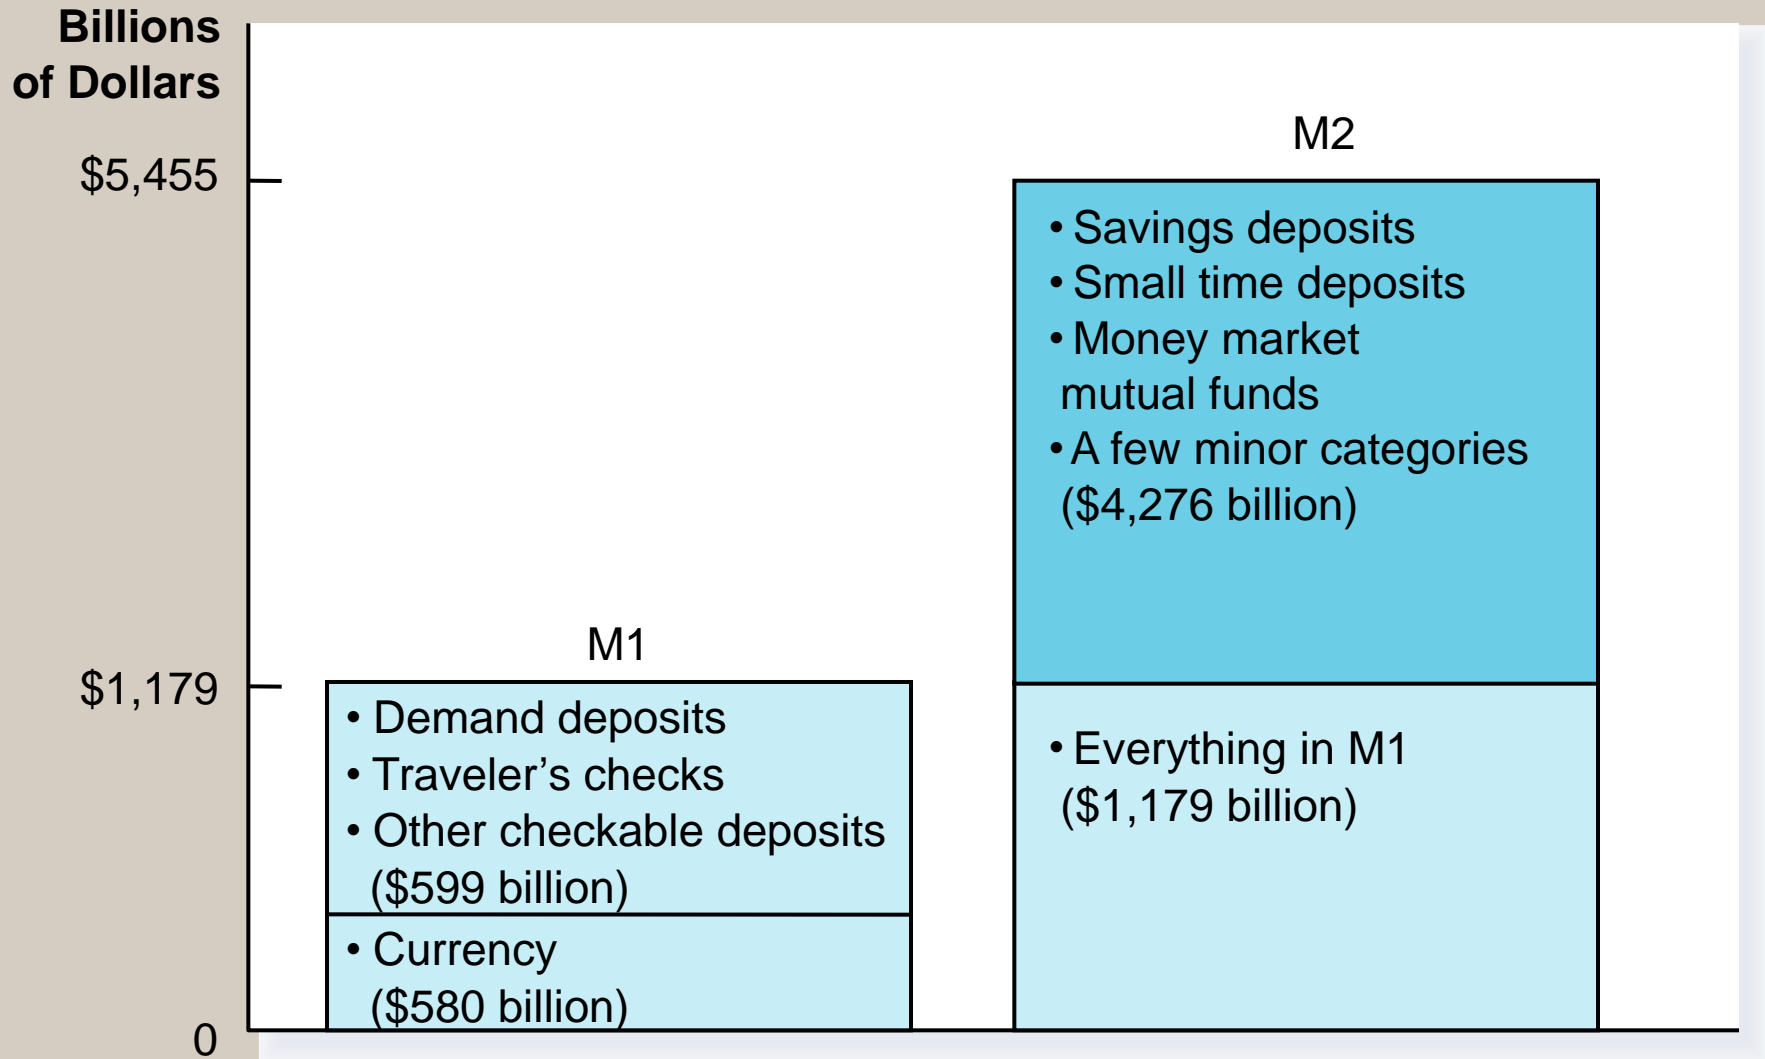 Billions
of Dollars
$5,455
$1,179
0
M1
• Demand deposits
• Traveler’s checks
• Other checkable deposits
($599 billion)
• Currency
($580 billion)
M2
• Savings deposits
• Small time deposits
• Money market
mutual funds
• A few minor categories
($4,276 billion)
• Everything in M1
($1,179 billion)